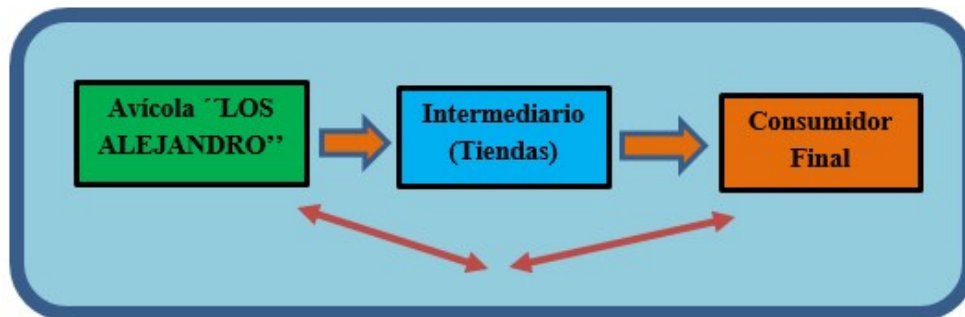 Avícola ´´LOS
ALEJANDRO’’
Intermediario
(Tiendas)
Consumidor
Final